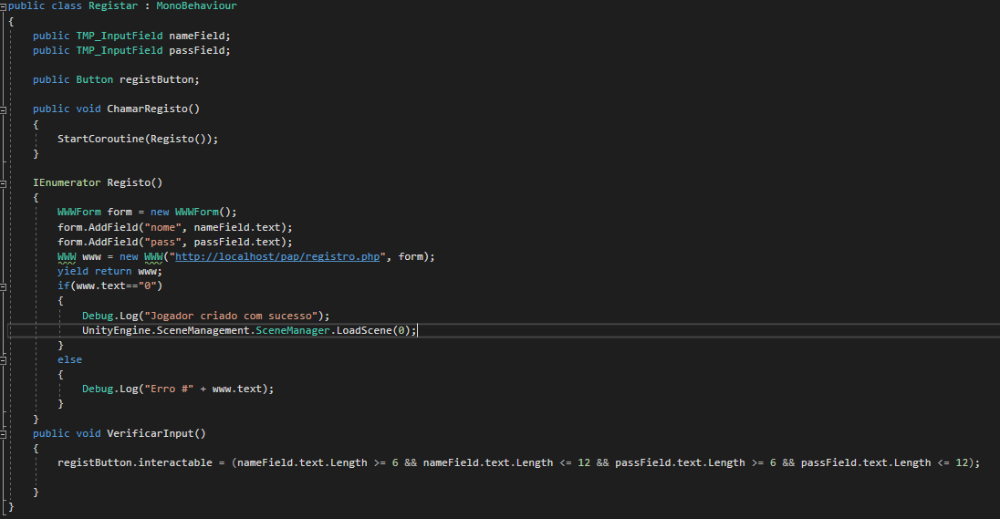 public class Registar : MonoBehaviour
{
public TMP_InputField nameField;
public TMP_InputField passField;
public Button registButton;
public void ChamarRegisto()
{
StartCoroutine(Registo());
}
IEnumerator Registo()
{
WWWForm form = new WWWForm();
form.AddField("nome", nameField.text);
form.AddField("pass", passField.text);
WWW www = new WWW("http://localhost/pap/registro.php", form);
yield return www;
if(www.text=="0")
{
Debug.Log("Jogador criado com sucesso");
UnityEngine.SceneManagement.SceneManager.LoadScene(0);
}
else
{
Debug.Log("Erro #" + www.text);
}
}
public void VerificarInput()
{
registButton.interactable = (nameField.text.Length >= 6 && nameField.text.Length <= 12 && passField.text.Length >= 6 && passField.text.Length <= 12);
}
}